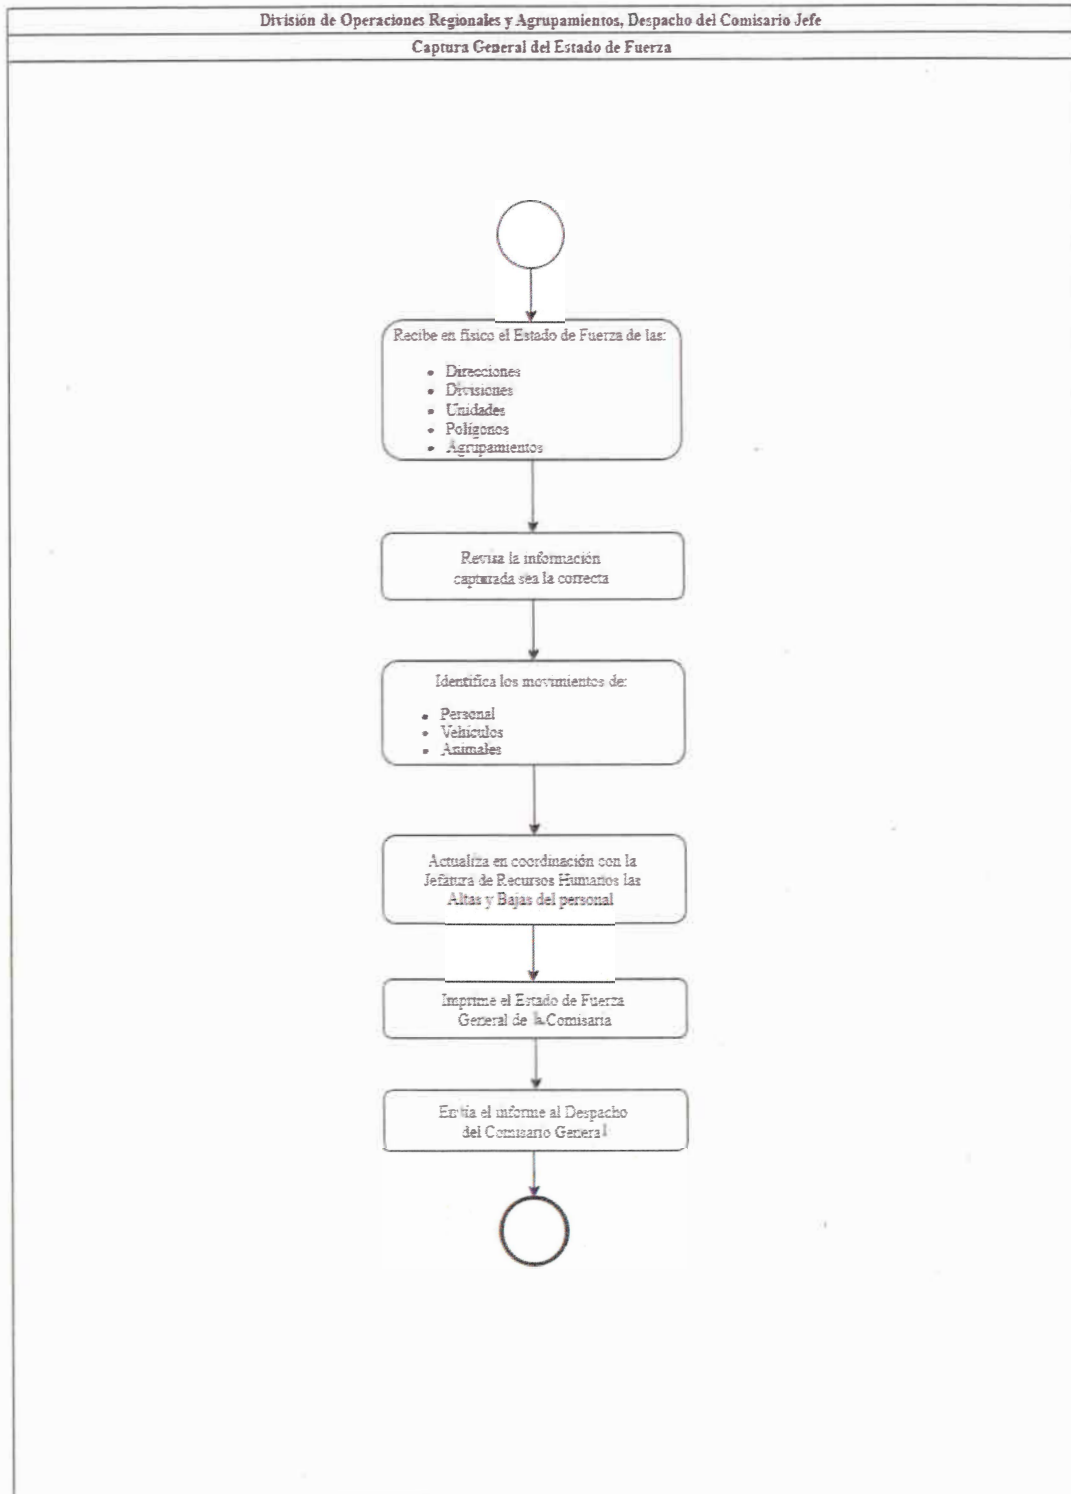 División de Operaciones Regionales y Agrupamientos, Despacho del Comisario Jefe
Captura General del Estado de Fuerza
Recibe en físico el Estado de Fuerza de las:
• Direcciones
• Divisiones
• Unidades
• Polígonos
• Agrupamientos
Revisa la información
capturada sea la correcta
Identifica los movimientos de:
• Personal
• Vehículos
• Animales
Actualiza en coordinación con la
Jefatura de Recursos Humanos las
Altas y Bajas del personal
Imprime el Estado de Fuerza
General de la Comisaría
Envía el informe al Despacho
del Comisario General